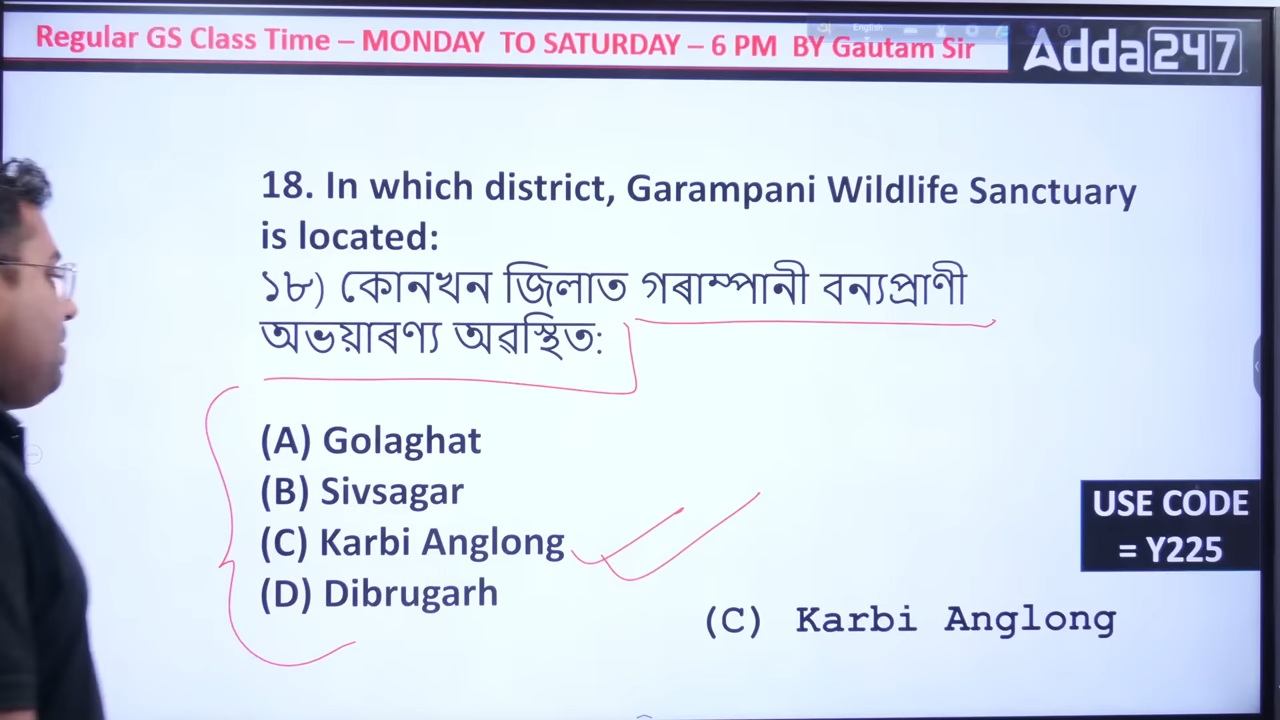 Regular GS Class Time – MONDAY TO SATURDAY – 6 PM BY Gautam Sir
English
Adda247
18. In which district, Garampani Wildlife Sanctuary
is located:
১৮) কোনখন জিলাত গৰাম্পানী বন্যপ্ৰাণী
অভয়াৰণ্য অৱস্থিত:
(A) Golaghat
(B) Sivsagar
(C) Karbi Anglong
(D) Dibrugarh
USE CODE
= Y225
(C) Karbi Anglong